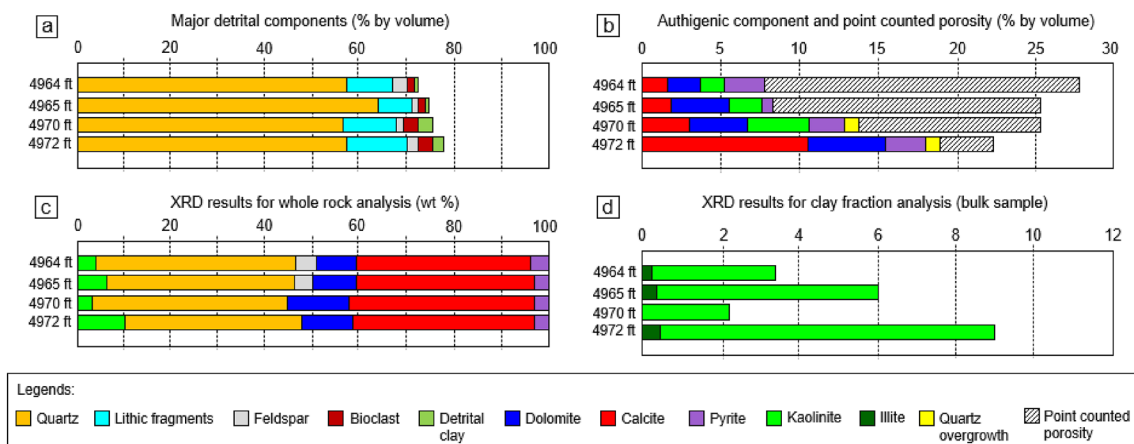 a
Major detrital components (% by volume)
0 20 40 60 80 100
4964 ft
4965 ft
4970 ft
4972 ft
b
Authigenic component and point counted porosity (% by volume)
0 5 10 15 20 25 30
4964 ft
4965 ft
4970 ft
4972 ft
c
XRD results for whole rock analysis (wt %)
0 20 40 60 80 100
4964 ft
4965 ft
4970 ft
4972 ft
d
XRD results for clay fraction analysis (bulk sample)
0 2 4 6 8 10 12
4964 ft
4965 ft
4970 ft
4972 ft
Legends:
Quartz
Lithic fragments
Feldspar
Bioclast
Detrital
clay
Dolomite
Calcite
Pyrite
Kaolinite
Illite
Quartz
overgrowth
Point counted
porosity